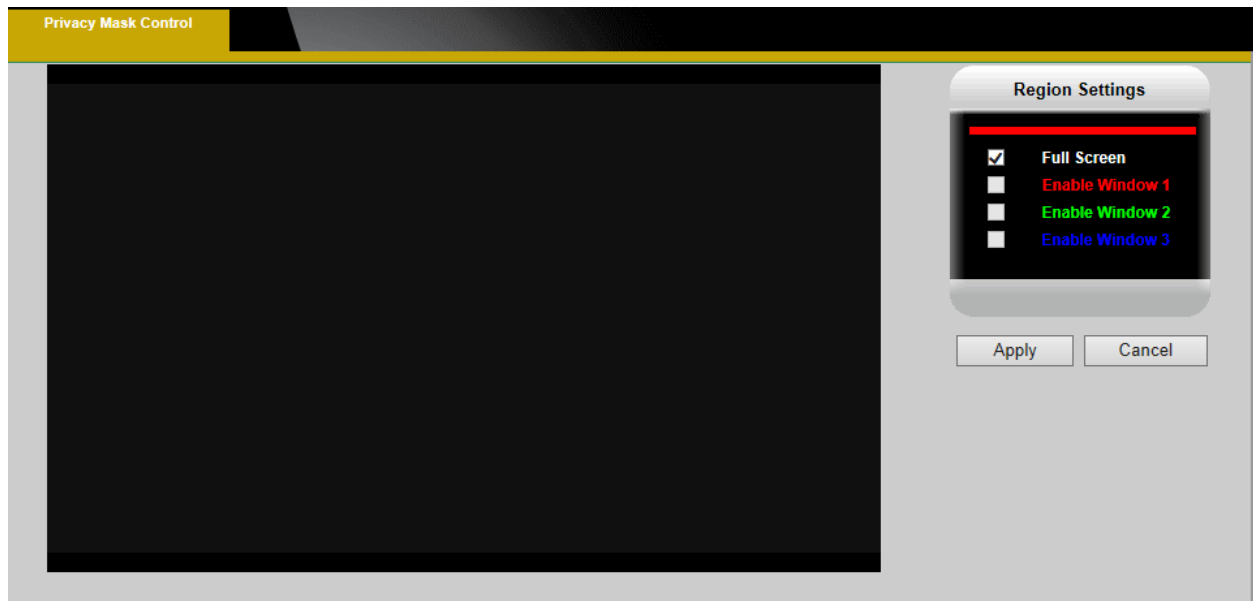 Privacy Mask Control
Region Settings
Full Screen
Enable Window 1
Enable Window 2
Enable Window 3
Apply
Cancel